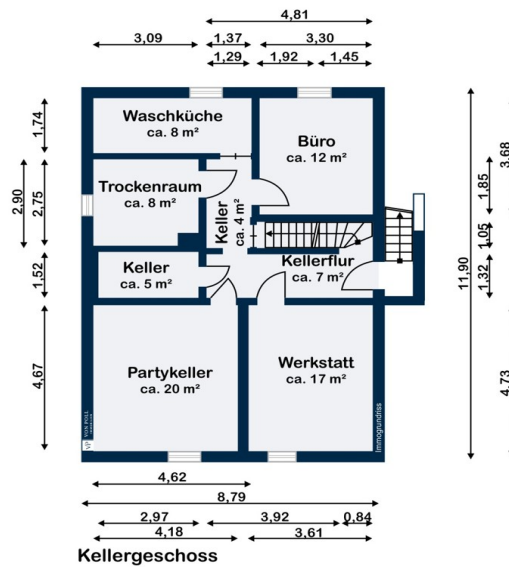 4,81
3,09 1,37 3,30
1,29 1,92 1,45
Waschküche
ca. 8 m²
Büro
ca. 12 m²
1,74
3,68
Trockenraum
ca. 8 m²
2,90
2,75
1,85
Keller
ca. 4 m²
1,05
Keller
ca. 5 m²
Kellerflur
ca. 7 m²
1,52
1,32
11,90
Partykeller
ca. 20 m²
Werkstatt
ca. 17 m²
4,67
4,73
VP VON POLL
Immogrundriss
4,62
8,79
2,97 3,92 0,84
4,18 3,61
Kellergeschoss